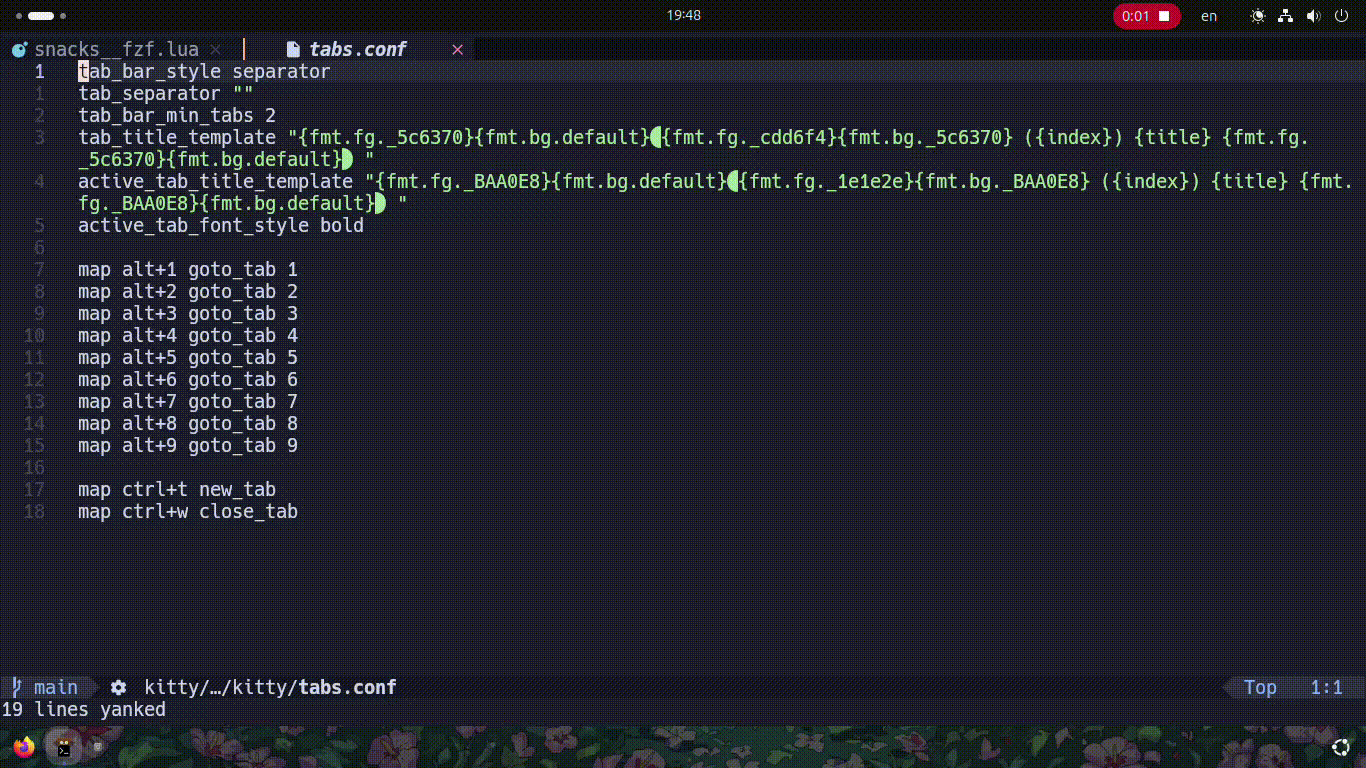 19:48
0:01
en
snacks__fzf.lua
tabs.conf
1 tab_bar_style separator
1 tab_separator ""
2 tab_bar_min_tabs 2
3 tab_title_template "{fmt.fg._5c6370}{fmt.bg.default}{fmt.fg._cdd6f4}{fmt.bg._5c6370} ({index}) {title} {fmt.fg.
_5c6370}{fmt.bg.default} "
4 active_tab_title_template "{fmt.fg._BAA0E8}{fmt.bg.default}{fmt.fg._1e1e2e}{fmt.bg._BAA0E8} ({index}) {title} {fmt.
fg._BAA0E8}{fmt.bg.default} "
5 active_tab_font_style bold
6
7 map alt+1 goto_tab 1
8 map alt+2 goto_tab 2
9 map alt+3 goto_tab 3
10 map alt+4 goto_tab 4
11 map alt+5 goto_tab 5
12 map alt+6 goto_tab 6
13 map alt+7 goto_tab 7
14 map alt+8 goto_tab 8
15 map alt+9 goto_tab 9
16
17 map ctrl+t new_tab
18 map ctrl+w close_tab
main kitty/…/kitty/tabs.conf Top 1:1
19 lines yanked